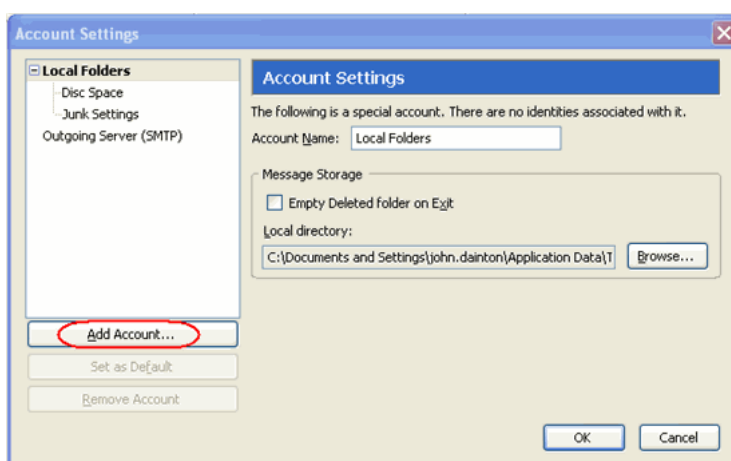 Account Settings
Local Folders
Disc Space
Junk Settings
Outgoing Server (SMTP)
Add Account...
Set as Default
Remove Account
Account Settings
The following is a special account. There are no identities associated with it.
Account Name: Local Folders
Message Storage
Empty Deleted folder on Exit
Local directory:
C:\Documents and Settings\john.dainton\Application Data\T Browse...
OK Cancel